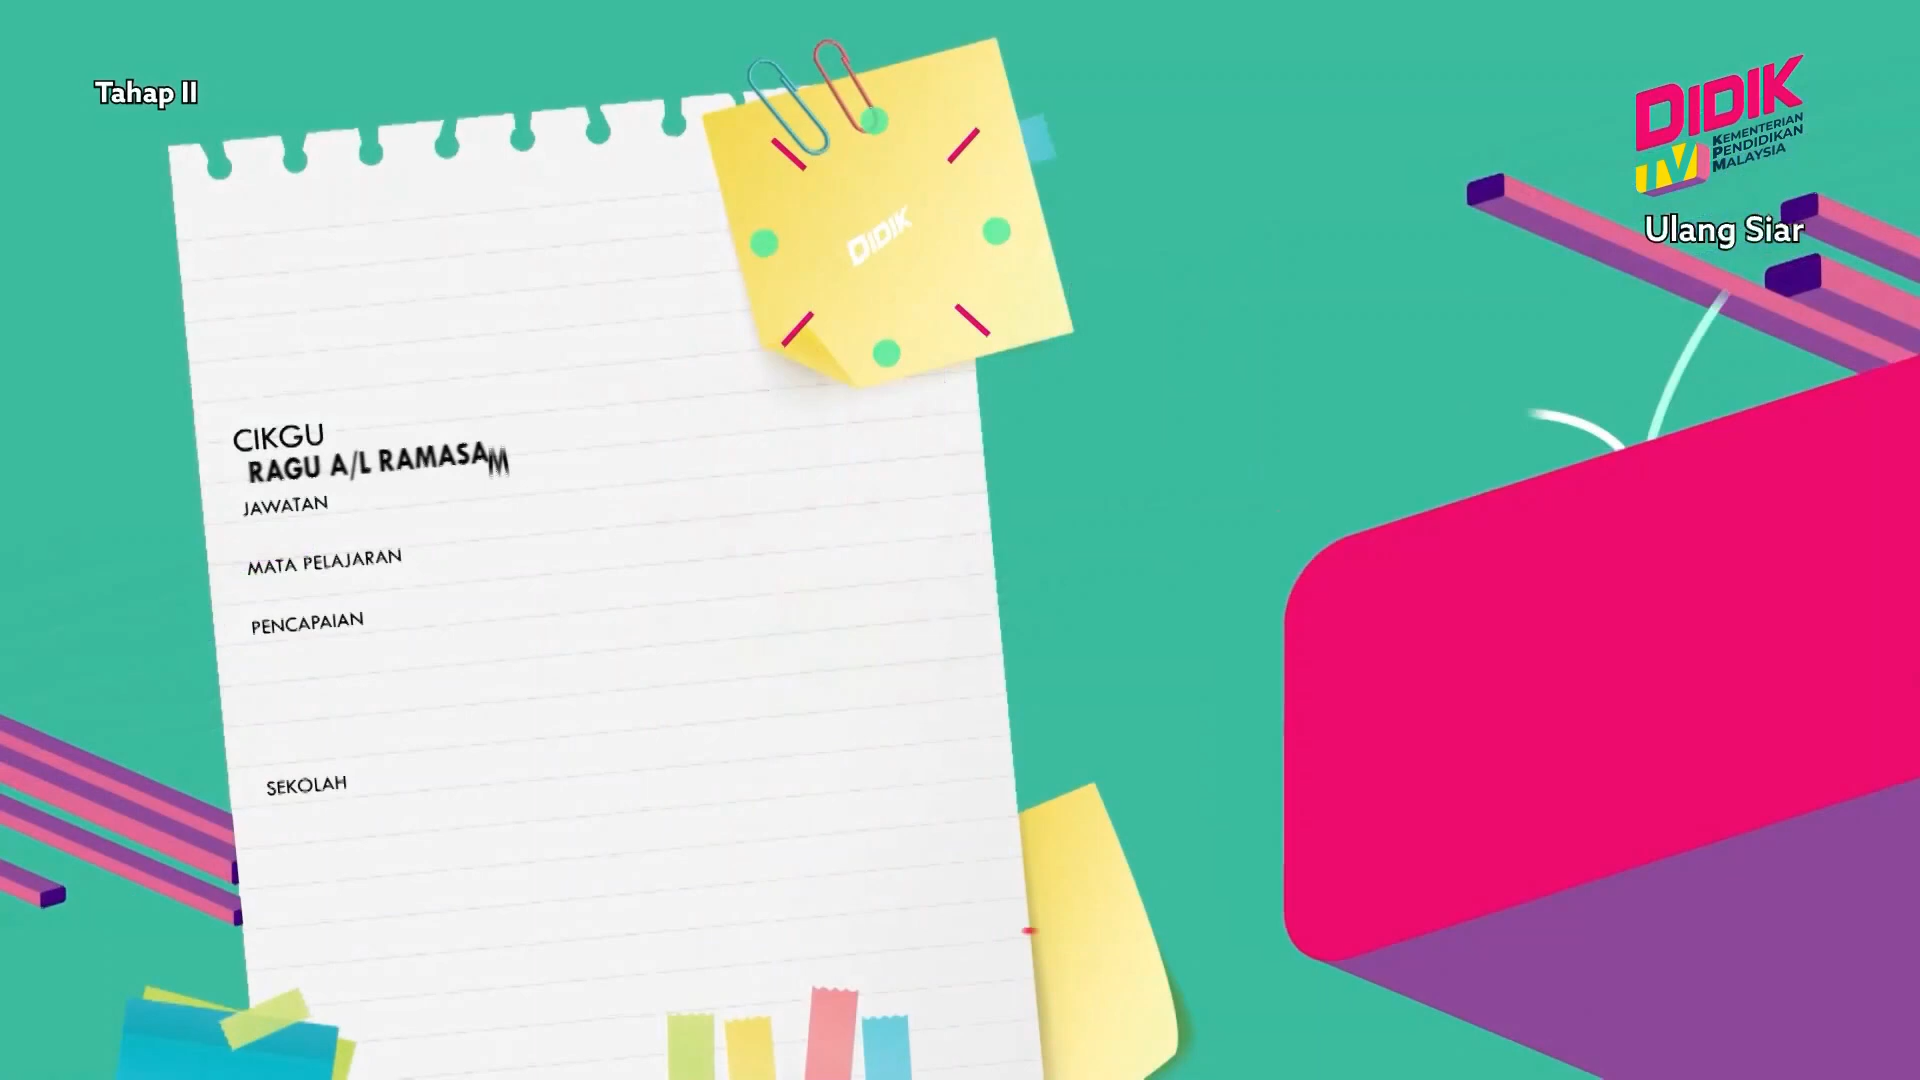 Tahap II
DIDIK
TV
KEMENTERIAN
PENDIDIKAN
MALAYSIA
Ulang Siar
DIDIK
CIKGU
RAGU A/L RAMASAM
JAWATAN
MATA PELAJARAN
PENCAPAIAN
SEKOLAH